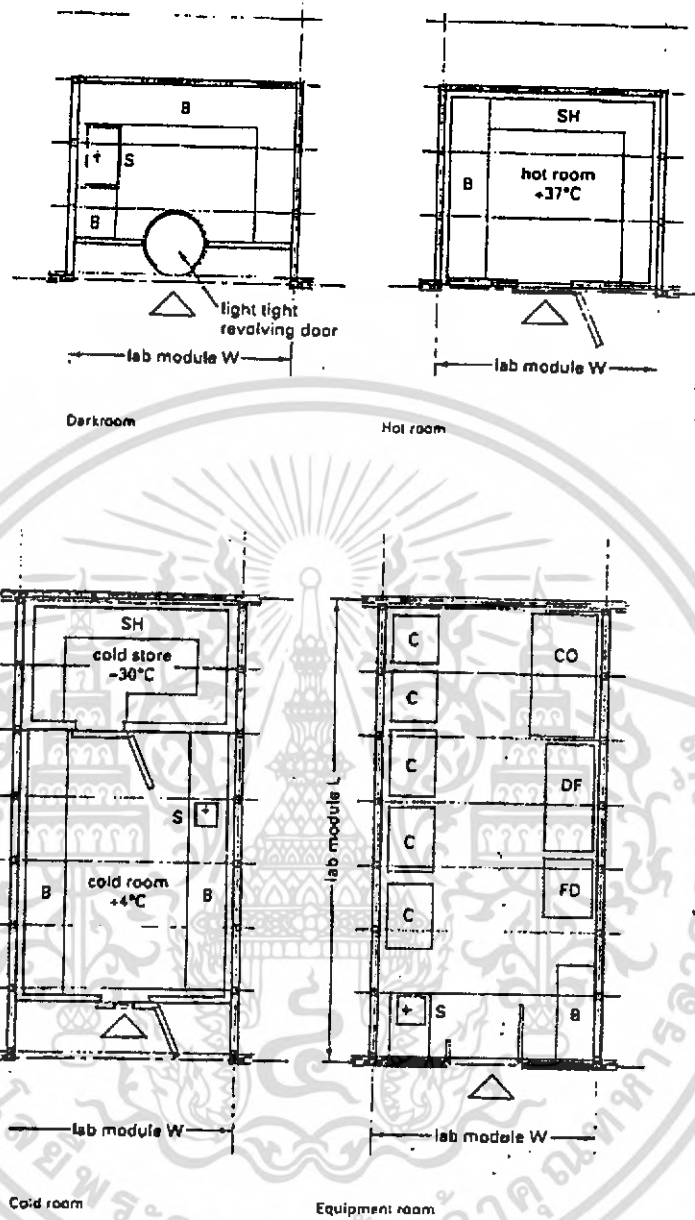 B
S
B
light tight
revolving door
lab module W
Darkroom
SH
B
hot room
+37°C
lab module W
Hot room
SH
cold store
-30°C
S
B
cold room
+4°C
B
lab module W
Cold room
C
CO
C
C
DF
C
FD
C
S
B
lab module L
lab module W
Equipment room